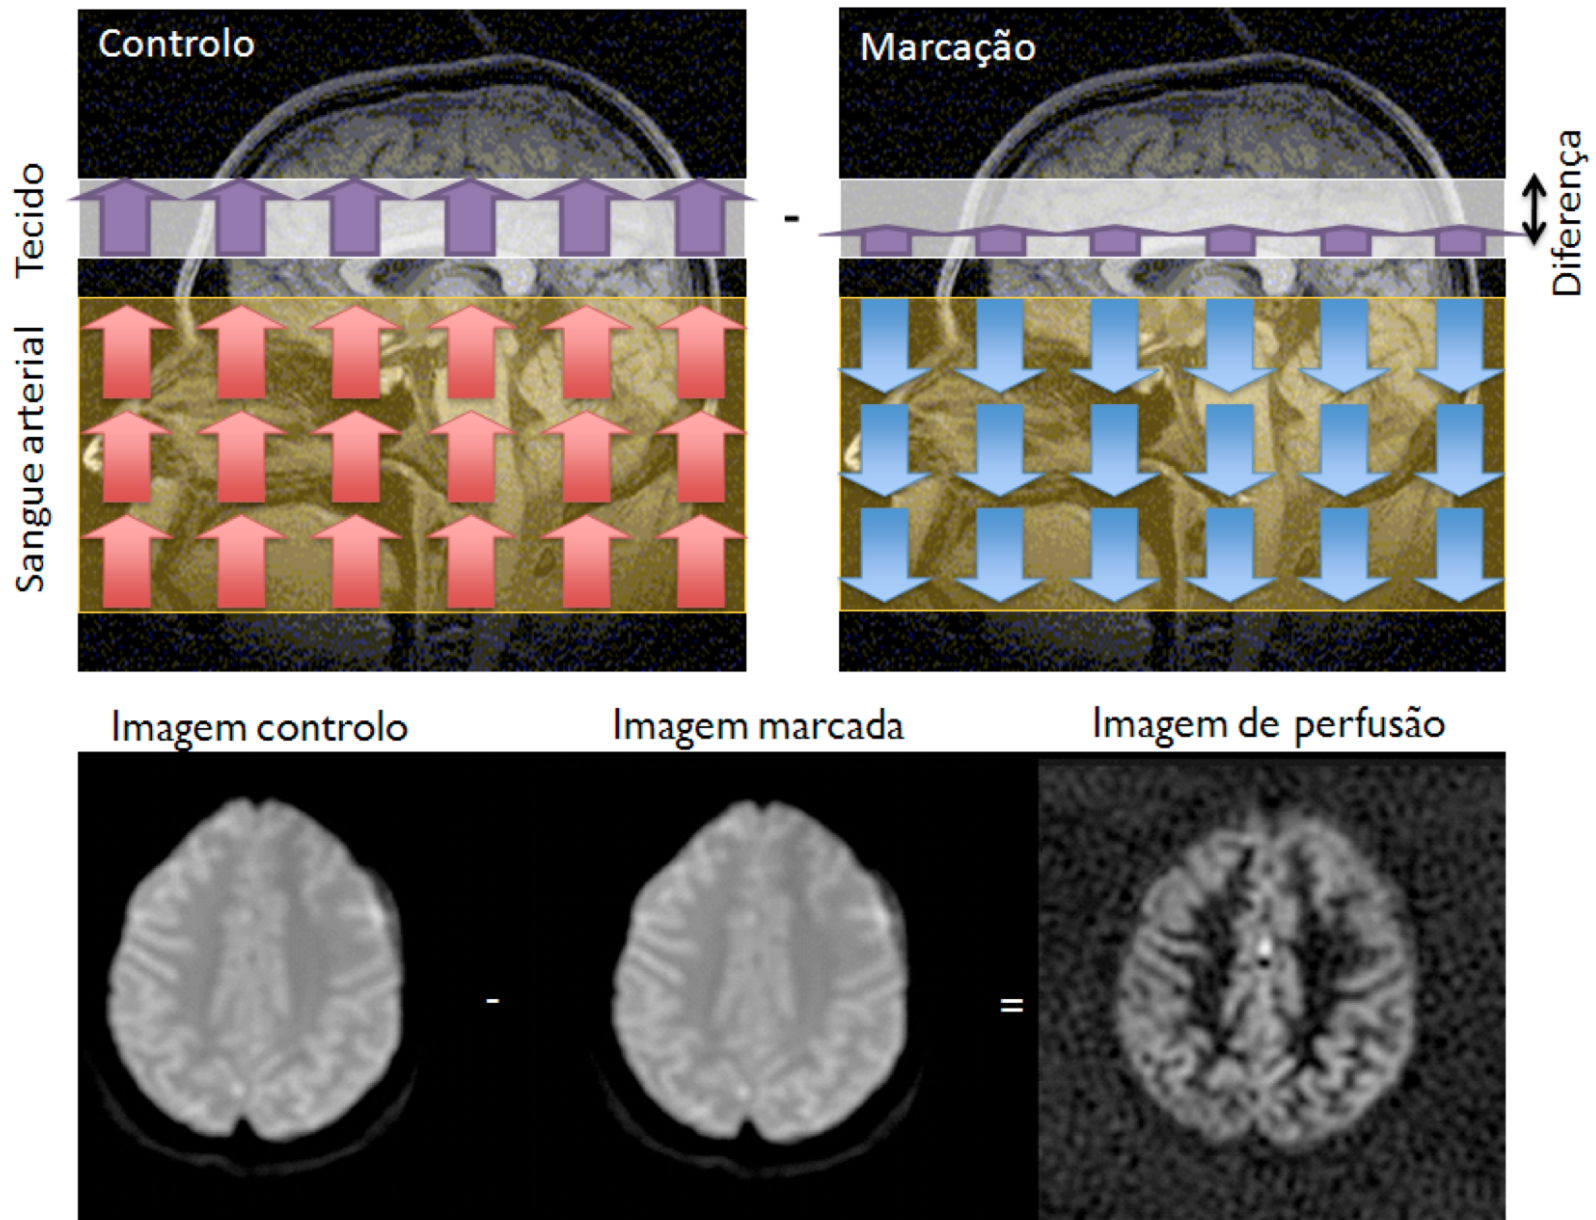 Controlo
Marcação
Tecido
-
Diferença
Sangue arterial
Imagem controlo
Imagem marcada
Imagem de perfusão
-
=